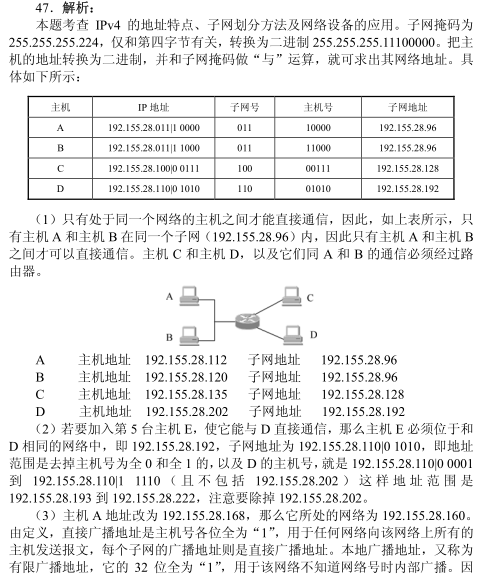 47．解析：
本题考查 IPv4 的地址特点、子网划分方法及网络设备的应用。子网掩码为
255.255.255.224，仅和第四字节有关，转换为二进制 255.255.255.11100000。把主
机的地址转换为二进制，并和子网掩码做“与”运算，就可求出其网络地址。具
体如下所示：
主机 IP 地址 子网号 主机号 子网地址
A 192.155.28.011|1 0000 011 10000 192.155.28.96
B 192.155.28.011|1 1000 011 11000 192.155.28.96
C 192.155.28.100|0 0111 100 00111 192.155.28.128
D 192.155.28.110|0 1010 110 01010 192.155.28.192
（1）只有处于同一个网络的主机之间才能直接通信，因此，如上表所示，只
有主机 A 和主机 B 在同一个子网（192.155.28.96）内，因此只有主机 A 和主机 B
之间才可以直接通信。主机 C 和主机 D，以及它们同 A 和 B 的通信必须经过路
由器。
A C
B D
A 主机地址 192.155.28.112 子网地址 192.155.28.96
B 主机地址 192.155.28.120 子网地址 192.155.28.96
C 主机地址 192.155.28.135 子网地址 192.155.28.128
D 主机地址 192.155.28.202 子网地址 192.155.28.192
（2）若要加入第 5 台主机 E，使它能与 D 直接通信，那么主机 E 必须位于和
D 相同的网络中，即 192.155.28.192，子网地址为 192.155.28.110|0 1010，即地址
范围是去掉主机号为全 0 和全 1 的，以及 D 的主机号，就是 192.155.28.110|0 0001
到 192.155.28.110|1 1110（且不包括 192.155.28.202）这样地址范围是
192.155.28.193 到 192.155.28.222，注意要除掉 192.155.28.202。
（3）主机 A 地址改为 192.155.28.168，那么它所处的网络为 192.155.28.160。
由定义，直接广播地址是主机号各位全为“1”，用于任何网络向该网络上所有的
主机发送报文，每个子网的广播地址则是直接广播地址。本地广播地址，又称为
有限广播地址，它的 32 位全为“1”，用于该网络不知道网络号时内部广播。因